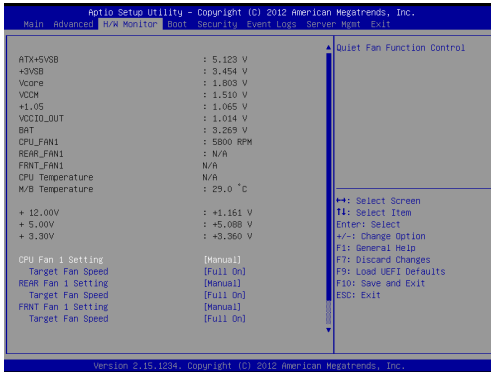 Aptio Setup Utility – Copyright (C) 2012 American Megatrends, Inc.
Main Advanced H/W Monitor Boot Security Event Logs Server Mgmt Exit
ATX+5VSB : 5.123 V
+3VSB : 3.454 V
Vcore : 1.803 V
VCCM : 1.510 V
+1.05 : 1.065 V
VCCIO_OUT : 1.014 V
BAT : 3.269 V
CPU_FAN1 : 5800 RPM
REAR_FAN1 : N/A
FRNT_FAN1 N/A
CPU Temperature N/A
M/B Temperature : 29.0 °C
+ 12.00V : +1.161 V
+ 5.00V : +5.088 V
+ 3.30V : +3.360 V
CPU Fan 1 Setting [Manual]
Target Fan Speed [Full On]
REAR Fan 1 Setting [Manual]
Target Fan Speed [Full On]
FRNT Fan 1 Setting [Manual]
Target Fan Speed [Full On]
Quiet Fan Function Control
↔: Select Screen
↑↓: Select Item
Enter: Select
+/-: Change Option
F1: General Help
F7: Discard Changes
F9: Load UEFI Defaults
F10: Save and Exit
ESC: Exit
Version 2.15.1234. Copyright (C) 2012 American Megatrends, Inc.